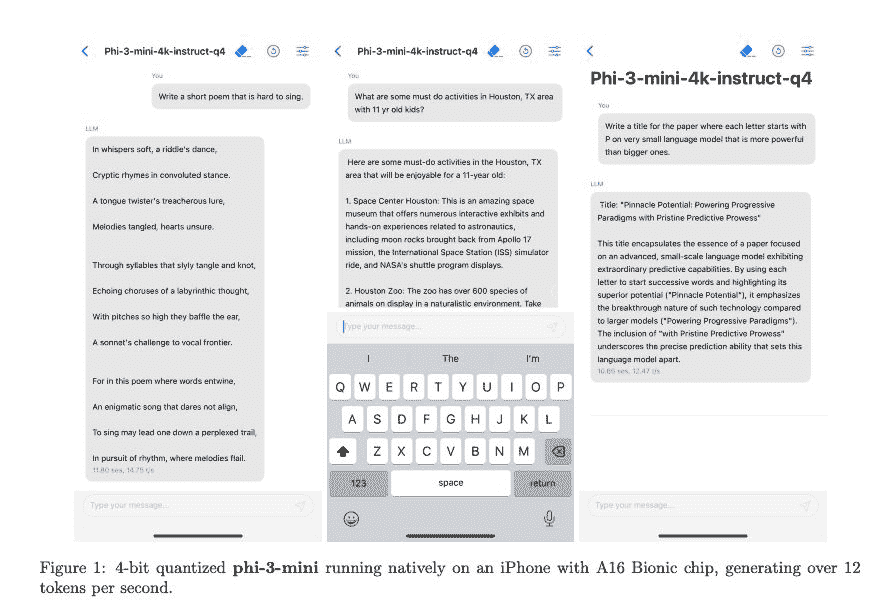 Phi-3-mini-4k-instruct-q4
You
Write a short poem that is hard to sing.
LLM
In whispers soft, a riddle's dance,
Cryptic rhymes in convoluted stance.
A tongue twister's treacherous lure,
Melodies tangled, hearts unsure.
Through syllables that slyly tangle and knot,
Echoing choruses of a labyrinthic thought,
With pitches so high they baffle the ear,
A sonnet's challenge to vocal frontier.
For in this poem where words entwine,
An enigmatic song that dares not align,
To sing may lead one down a perplexed trail,
In pursuit of rhythm, where melodies flail.
11.80 sec, 14.75 t/s
Type your message...
Phi-3-mini-4k-instruct-q4
You
What are some must do activities in Houston, TX area
with 11 yr old kids?
LLM
Here are some must-do activities in the Houston, TX
area that will be enjoyable for a 11-year-old:
1. Space Center Houston: This is an amazing space
museum that offers numerous interactive exhibits and
hands-on experiences related to astronautics,
including moon rocks brought back from Apollo 17
mission, the International Space Station (ISS) simulator
ride, and NASA's shuttle program displays.
2. Houston Zoo: The zoo has over 600 species of
animals on display in a naturalistic environment. Take
Type your message...
I The I'm
Q W E R T Y U I O P
A S D F G H J K L
Z X C V B N M
123 space return
Phi-3-mini-4k-instruct-q4
You
Write a title for the paper where each letter starts with
P on very small language model that is more powerful
than bigger ones.
LLM
Title: "Pinnacle Potential: Powering Progressive
Paradigms with Pristine Predictive Prowess"
This title encapsulates the essence of a paper focused
on an advanced, small-scale language model exhibiting
extraordinary predictive capabilities. By using each
letter to start successive words and highlighting its
superior potential ("Pinnacle Potential"), it emphasizes
the breakthrough nature of such technology compared
to larger models ("Powering Progressive Paradigms").
The inclusion of "with Pristine Predictive Prowess"
underscores the precise prediction ability that sets this
language model apart.
10.69 sec, 12.47 t/s
Type your message...
Figure 1: 4-bit quantized phi-3-mini running natively on an iPhone with A16 Bionic chip, generating over 12
tokens per second.